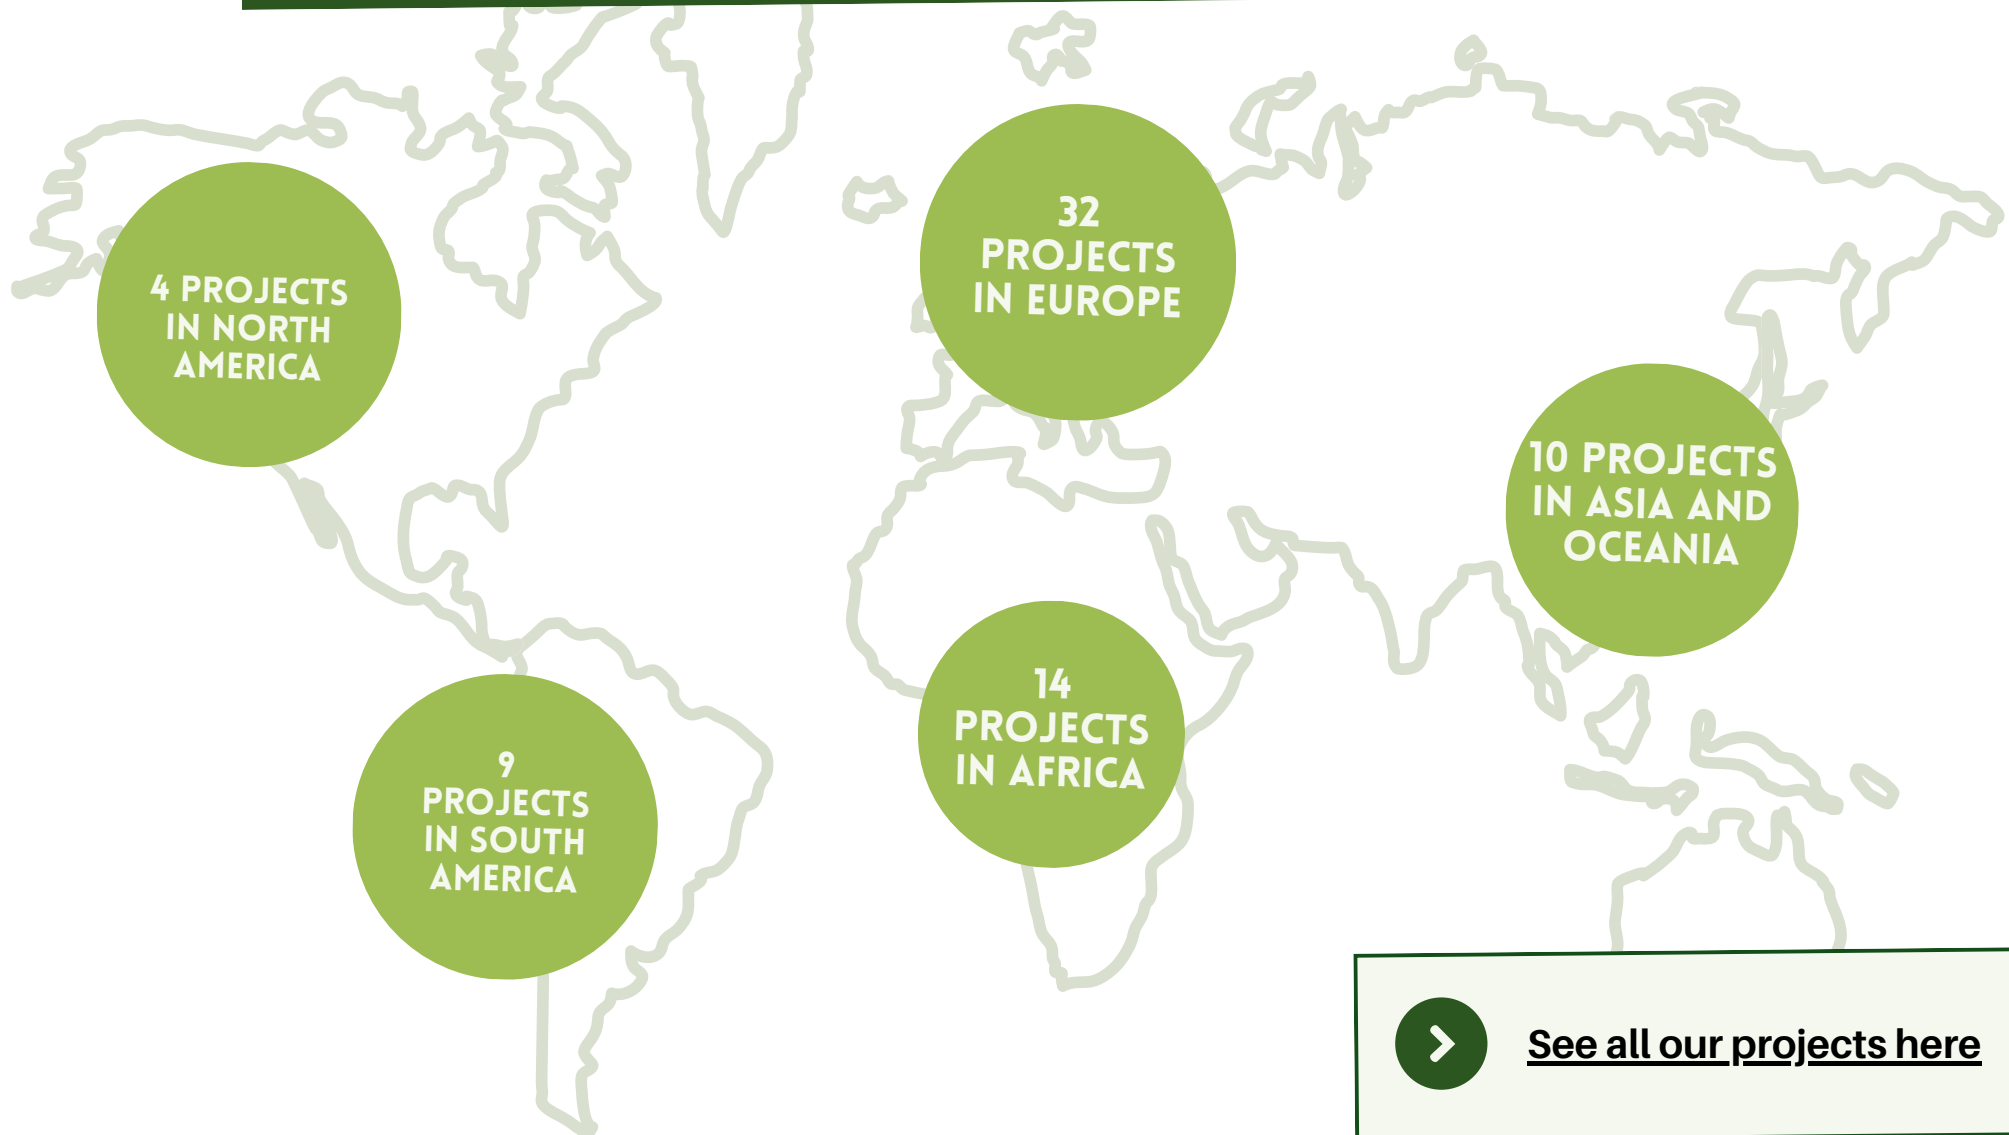 32
PROJECTS
IN EUROPE
4 PROJECTS
IN NORTH
AMERICA
10 PROJECTS
IN ASIA AND
OCEANIA
14
PROJECTS
IN AFRICA
9
PROJECTS
IN SOUTH
AMERICA
See all our projects here